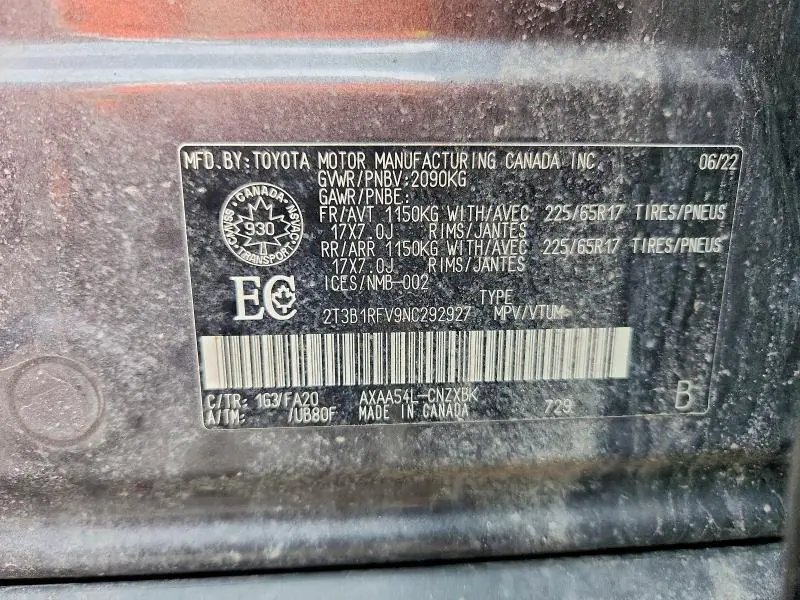 MFD.BY:TOYOTA MOTOR MANUFACTURING CANADA INC. 06/22
GVWR/PNBV:2090KG
GAWR/PNBE:
FR/AVT 1150KG WITH/AVEC 225/65R17 TIRES/PNEUS
17X7.0J RIMS/JANTES
RR/ARR 1150KG WITH/AVEC 225/65R17 TIRES/PNEUS
17X7.0J RIMS/JANTES
ICES/NMB-002
TYPE
2T3B1RFV9NC292927 MPV/VTUM
CANADA
CMVSS NSVAC
930
TRANSPORT
EC
C/TR: 1G3/FA20 AXAA54L-CNZXBK 729 B
A/TM: /UB80F MADE IN CANADA